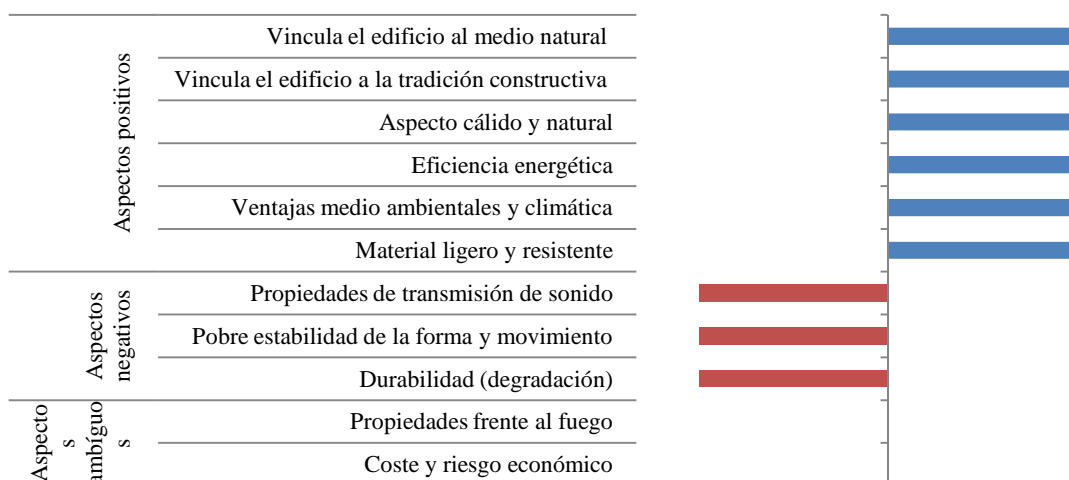 Aspectos positivos
Vincula el edificio al medio natural
Vincula el edificio a la tradición constructiva
Aspecto cálido y natural
Eficiencia energética
Ventajas medio ambientales y climática
Material ligero y resistente
Aspectos
negativos
Propiedades de transmisión de sonido
Pobre estabilidad de la forma y movimiento
Durabilidad (degradación)
Aspecto
s
ambíguo
s
Propiedades frente al fuego
Coste y riesgo económico